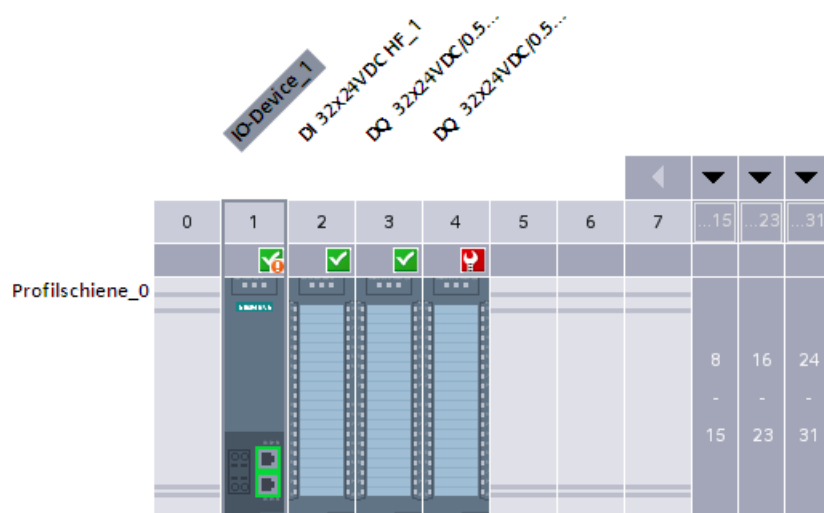 IO-Device_1
DI 32x24VDC HF_1
DQ 32x24VDC/0.5...
DQ 32x24VDC/0.5...
0 1 2 3 4 5 6 7 ...15 ...23 ...31
Profilschiene_0
SIEMENS
8 16 24
- - -
15 23 31